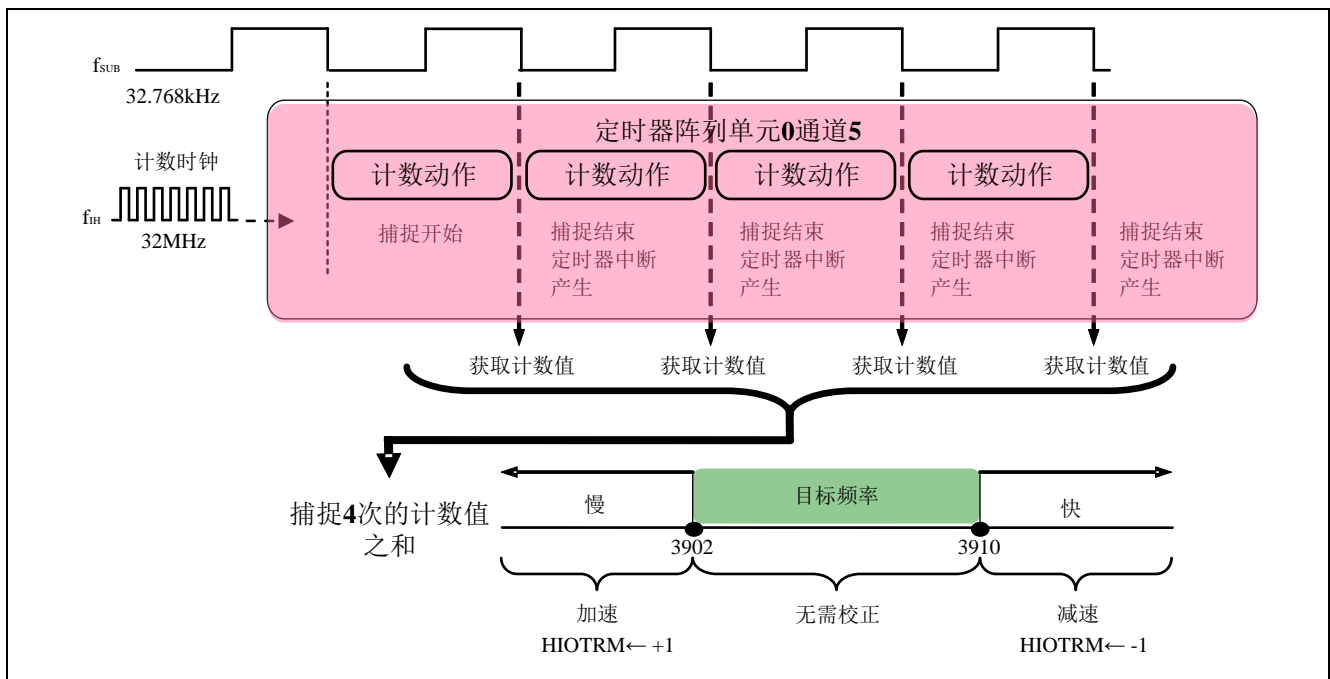 fSUB
32.768kHz
定时器阵列单元0通道5
计数时钟
计数动作
计数动作
计数动作
计数动作
fIH
32MHz
捕捉开始
捕捉结束
定时器中断
产生
捕捉结束
定时器中断
产生
捕捉结束
定时器中断
产生
捕捉结束
定时器中断
产生
获取计数值
获取计数值
获取计数值
获取计数值
捕捉4次的计数值
之和
慢
目标频率
快
3902
3910
加速
HIOTRM← +1
无需校正
减速
HIOTRM← -1